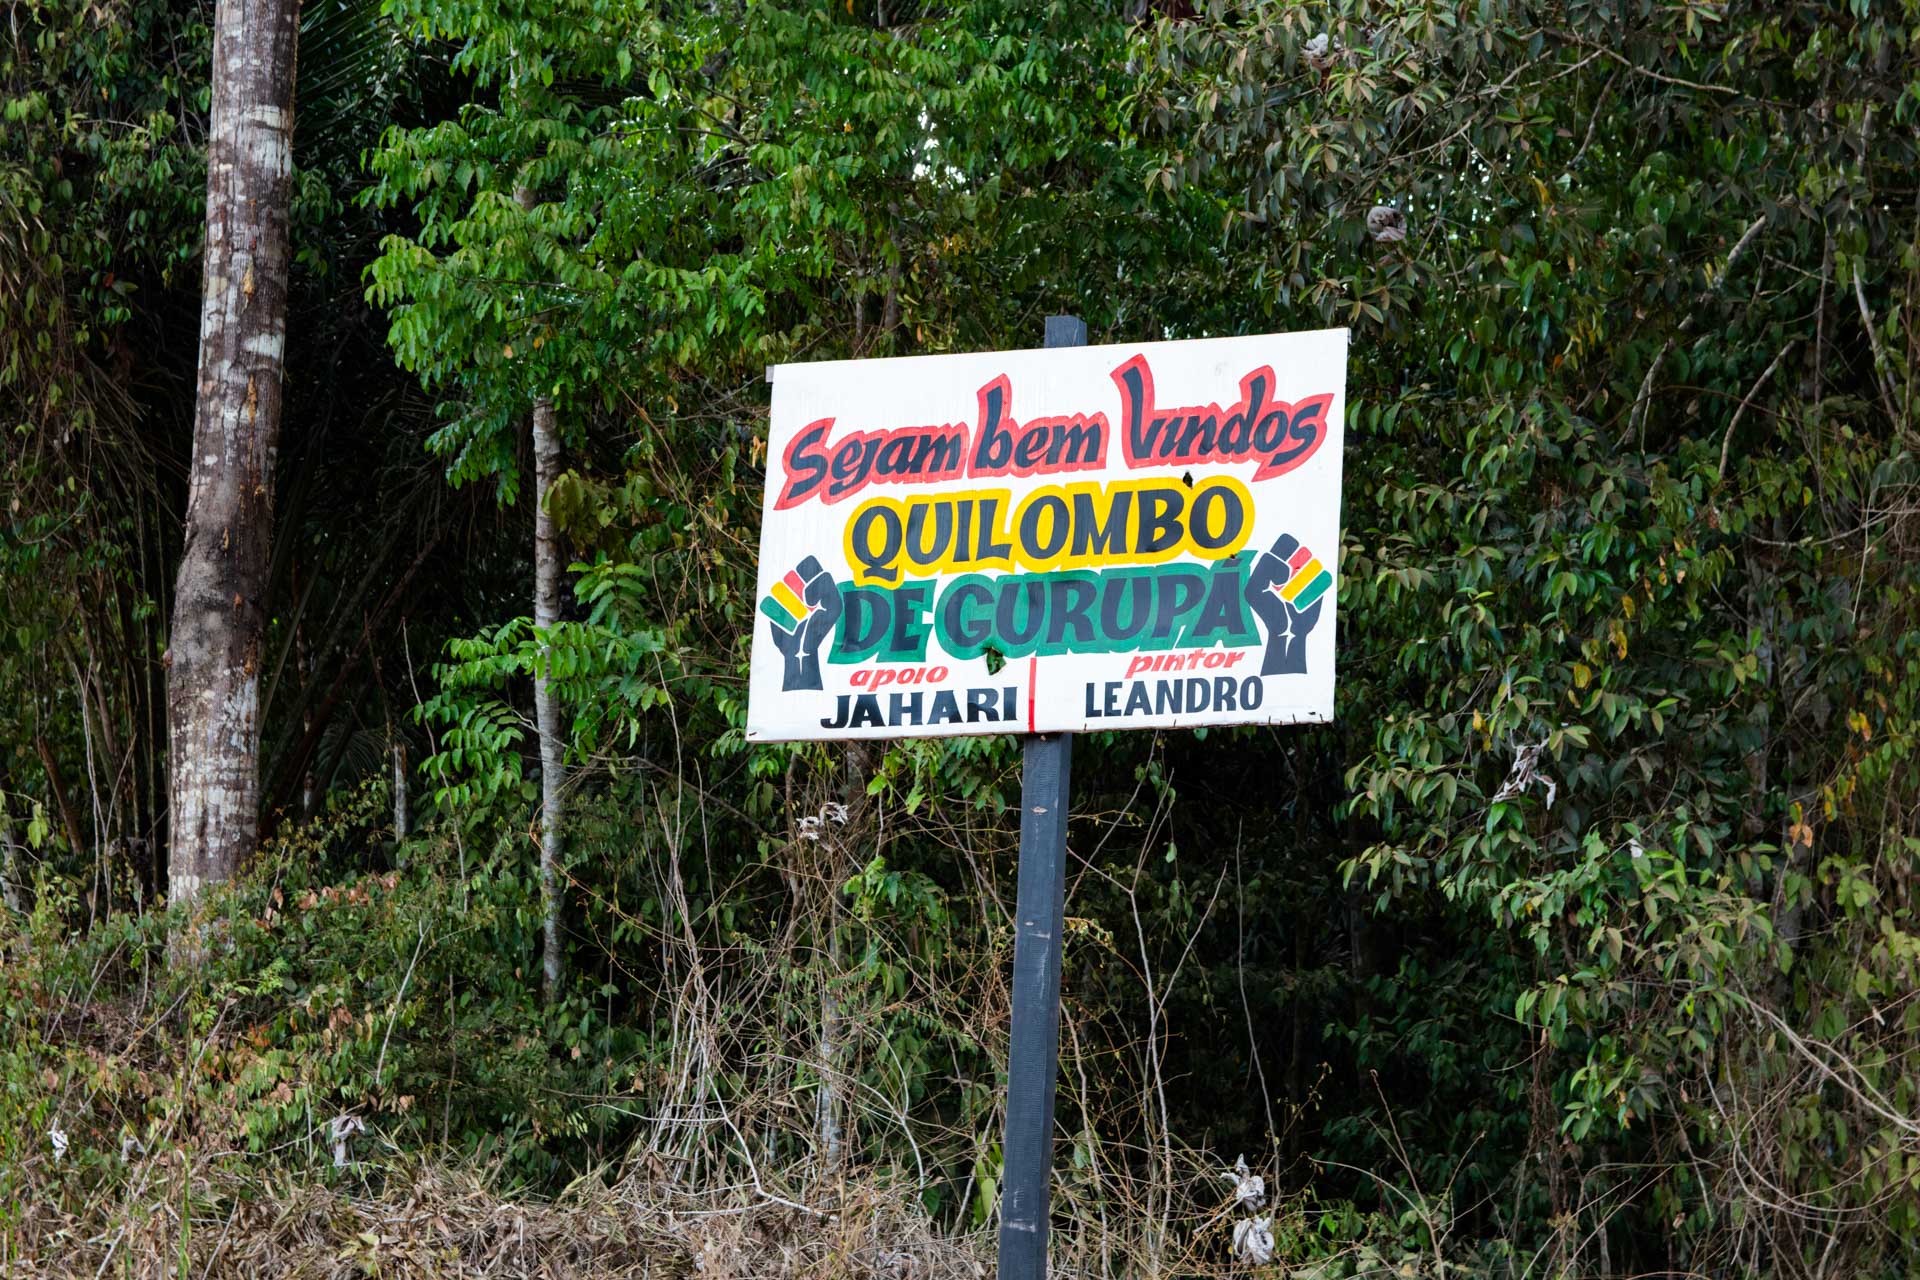 Sejam bem Vindos
QUILOMBO
DE GURUPÁ
apoio
JAHARI
pintor
LEANDRO